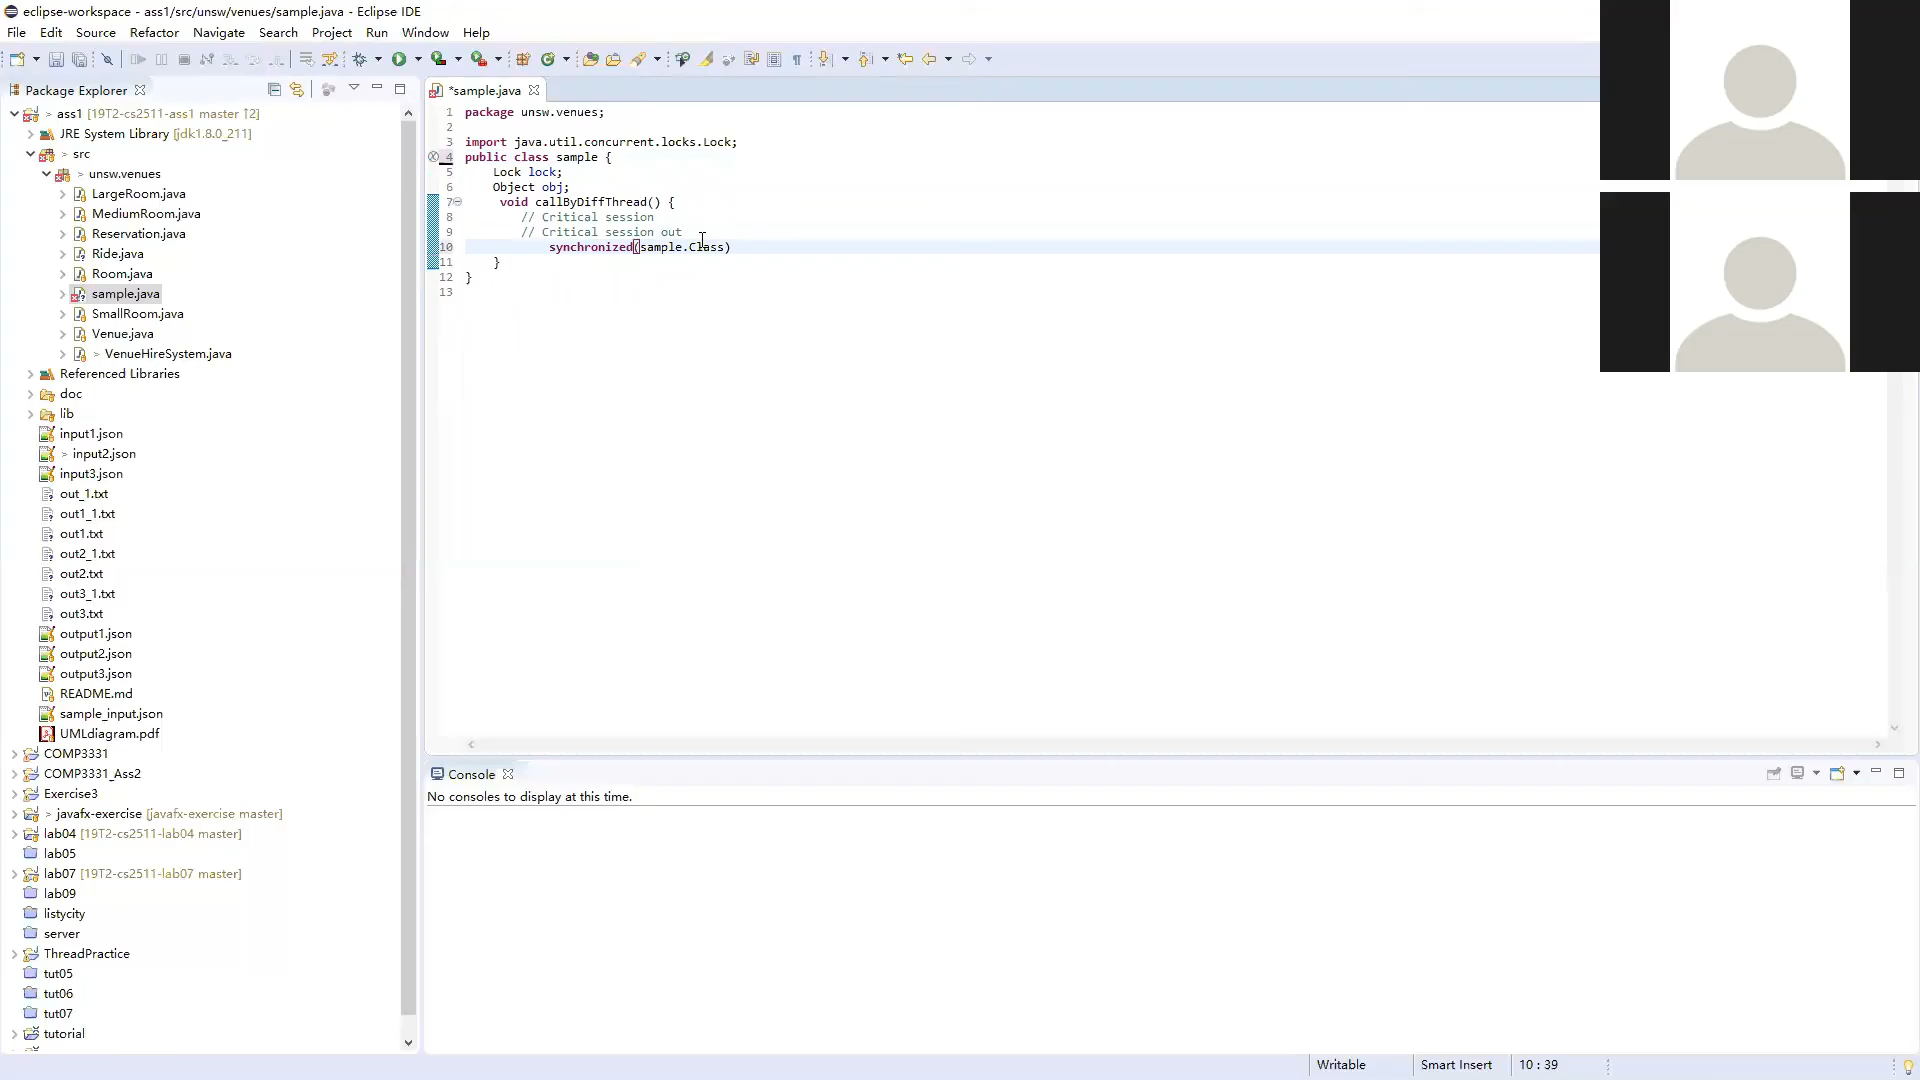 eclipse-workspace - ass1/src/unsw/venues/sample.java - Eclipse IDE
File Edit Source Refactor Navigate Search Project Run Window Help
Package Explorer
*sample.java
> ass1 [19T2-cs2511-ass1 master ↑2]
JRE System Library [jdk1.8.0_211]
> src
> unsw.venues
LargeRoom.java
MediumRoom.java
Reservation.java
Ride.java
Room.java
sample.java
SmallRoom.java
Venue.java
> VenueHireSystem.java
Referenced Libraries
doc
lib
input1.json
> input2.json
input3.json
out_1.txt
out1_1.txt
out1.txt
out2_1.txt
out2.txt
out3_1.txt
out3.txt
output1.json
output2.json
output3.json
README.md
sample_input.json
UMLdiagram.pdf
COMP3331
COMP3331_Ass2
Exercise3
> javafx-exercise [javafx-exercise master]
lab04 [19T2-cs2511-lab04 master]
lab05
lab07 [19T2-cs2511-lab07 master]
lab09
listycity
server
ThreadPractice
tut05
tut06
tut07
tutorial
1 package unsw.venues;
2
3 import java.util.concurrent.locks.Lock;
4 public class sample {
5 Lock lock;
6 Object obj;
7 void callByDiffThread() {
8 // Critical session
9 // Critical session out
10 synchronized(sample.Class)
11 }
12 }
13
Console
No consoles to display at this time.
Writable Smart Insert 10 : 39